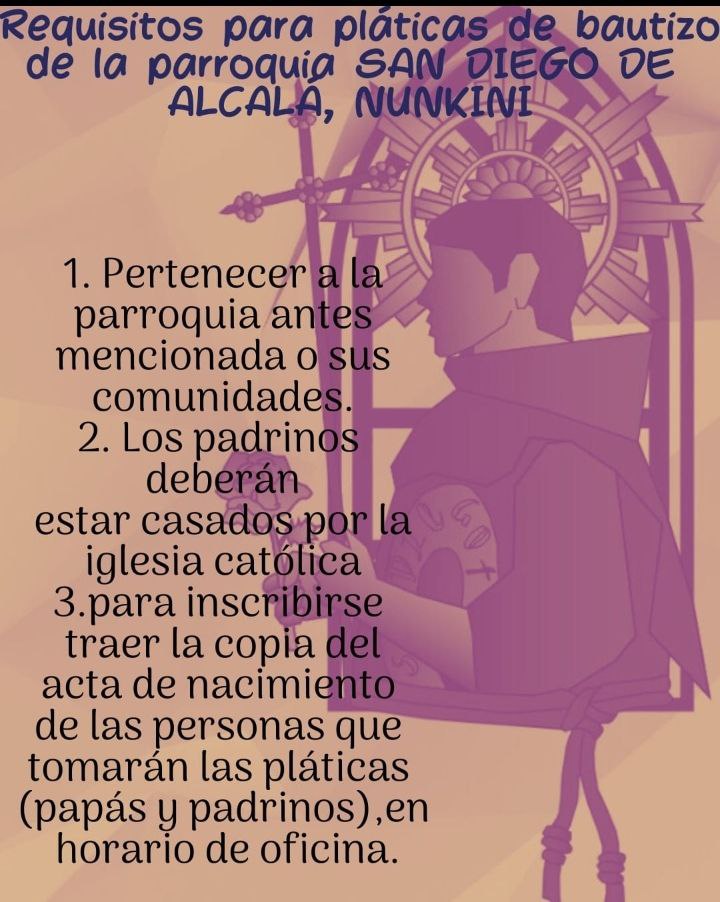 Requisitos para pláticas de bautizo
de la parroquia SAN DIEGO DE
ALCALÁ, NUNKINI
1. Pertenecer a la
parroquia antes
mencionada o sus
comunidades.
2. Los padrinos
deberán
estar casados por la
iglesia católica
3.para inscribirse
traer la copia del
acta de nacimiento
de las personas que
tomarán las pláticas
(papás y padrinos),en
horario de oficina.